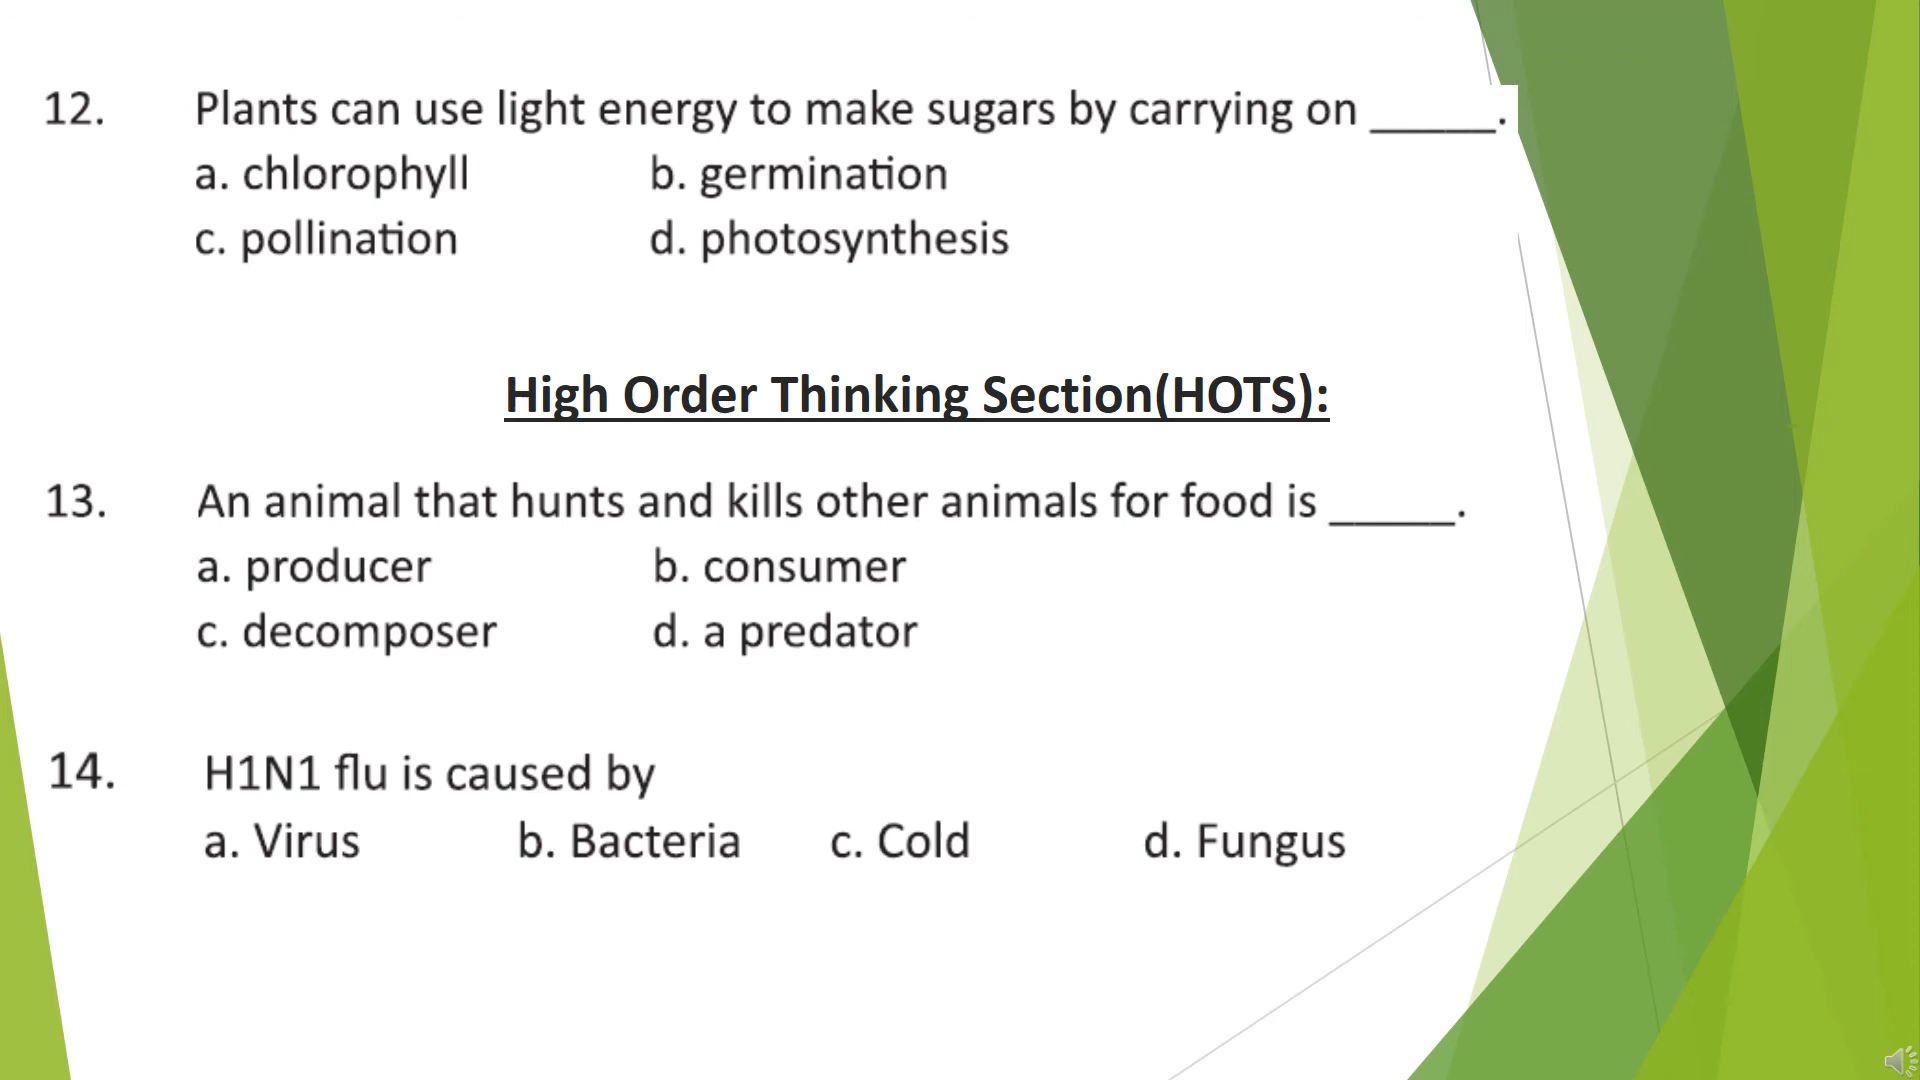 12. Plants can use light energy to make sugars by carrying on _____.
a. chlorophyll b. germination
c. pollination d. photosynthesis
High Order Thinking Section(HOTS):
13. An animal that hunts and kills other animals for food is _____.
a. producer b. consumer
c. decomposer d. a predator
14. H1N1 flu is caused by
a. Virus b. Bacteria c. Cold d. Fungus